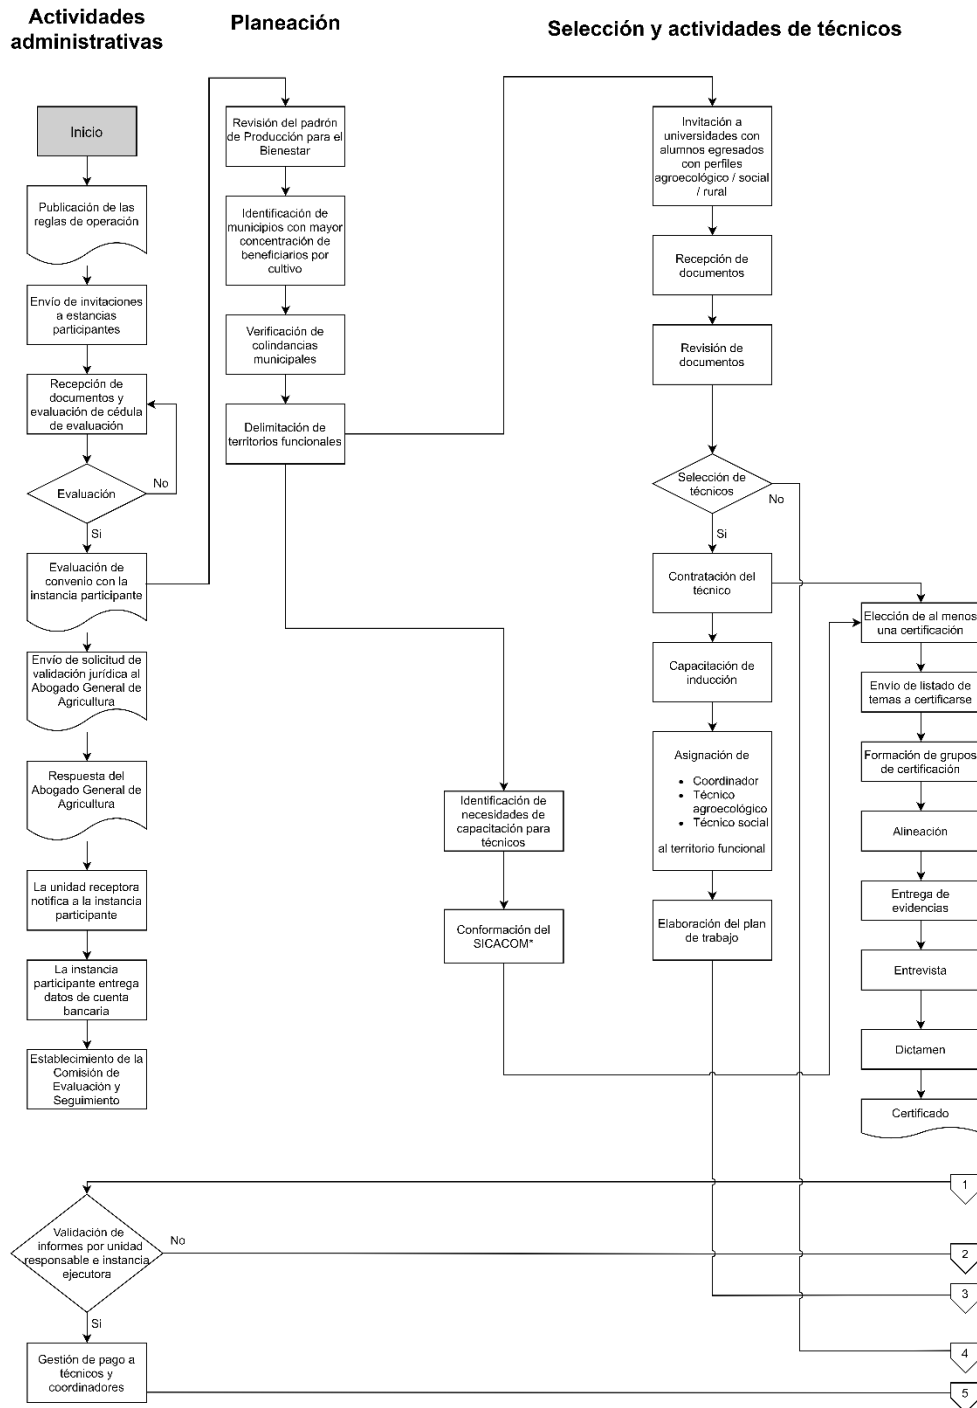 Actividades
administrativas
Planeación
Selección y actividades de técnicos
Inicio
Publicación de las
reglas de operación
Envío de invitaciones
a estancias
participantes
Recepción de
documentos y
evaluación de cédula
de evaluación
Evaluación
No
Si
Evaluación de
convenio con la
instancia participante
Envío de solicitud de
validación jurídica al
Abogado General de
Agricultura
Respuesta del
Abogado General de
Agricultura
La unidad receptora
notifica a la instancia
participante
La instancia
participante entrega
datos de cuenta
bancaria
Establecimiento de la
Comisión de
Evaluación y
Seguimiento
Revisión del padrón
de Producción para el
Bienestar
Identificación de
municipios con mayor
concentración de
beneficiarios por
cultivo
Verificación de
colindancias
municipales
Delimitación de
territorios funcionales
Identificación de
necesidades de
capacitación para
técnicos
Conformación del
SICACOM*
Invitación a
universidades con
alumnos egresados
con perfiles
agroecológico / social
/ rural
Recepción de
documentos
Revisión de
documentos
Selección de
técnicos
No
Si
Contratación del
técnico
Capacitación de
inducción
Asignación de
• Coordinador
• Técnico
agroecológico
• Técnico social
al territorio funcional
Elaboración del plan
de trabajo
Elección de al menos
una certificación
Envío de listado de
temas a certificarse
Formación de grupos
de certificación
Alineación
Entrega de
evidencias
Entrevista
Dictamen
Certificado
Validación de
informes por unidad
responsable e instancia
ejecutora
No
Si
Gestión de pago a
técnicos y
coordinadores
1
2
3
4
5